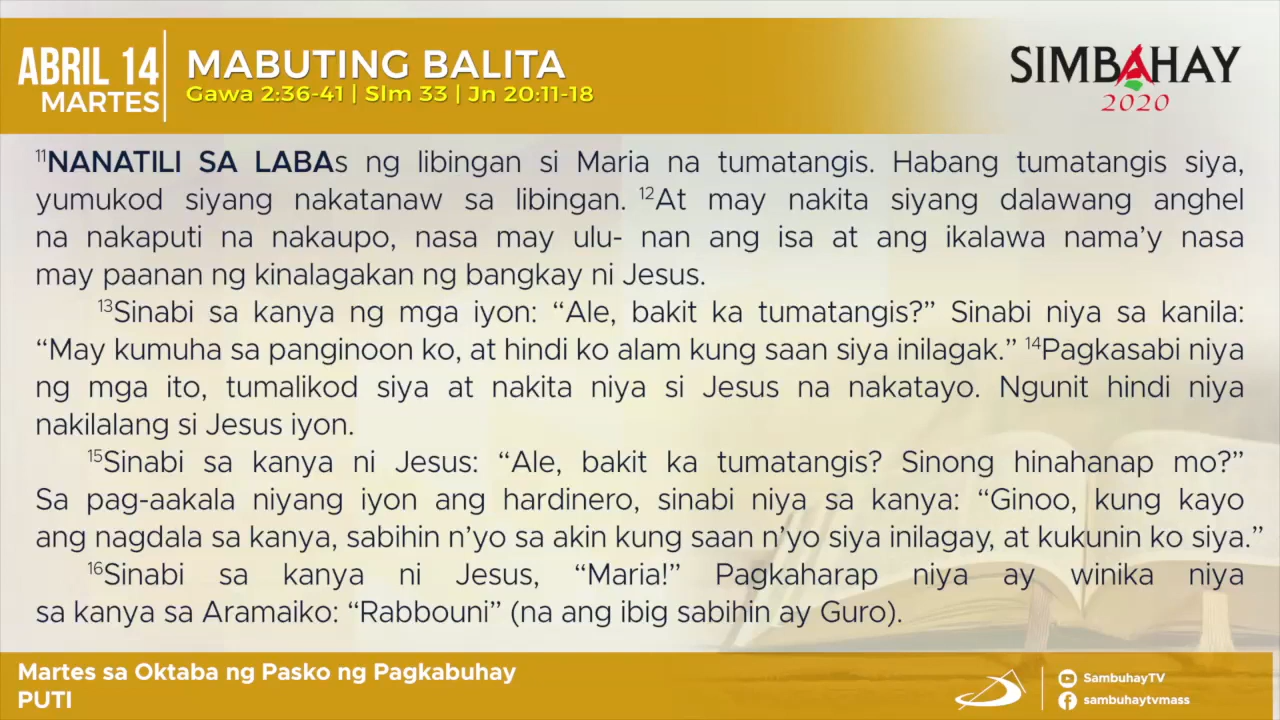 ABRIL 14
MARTES
MABUTING BALITA
Gawa 2:36-41 | Slm 33 | Jn 20:11-18
SIMBAHAY
2020
¹¹NANATILI SA LABAs ng libingan si Maria na tumatangis. Habang tumatangis siya,
yumukod siyang nakatanaw sa libingan. ¹²At may nakita siyang dalawang anghel
na nakaputi na nakaupo, nasa may ulu- nan ang isa at ang ikalawa nama’y nasa
may paanan ng kinalagakan ng bangkay ni Jesus.
¹³Sinabi sa kanya ng mga iyon: “Ale, bakit ka tumatangis?” Sinabi niya sa kanila:
“May kumuha sa panginoon ko, at hindi ko alam kung saan siya inilagak.” ¹⁴Pagkasabi niya
ng mga ito, tumalikod siya at nakita niya si Jesus na nakatayo. Ngunit hindi niya
nakilalang si Jesus iyon.
¹⁵Sinabi sa kanya ni Jesus: “Ale, bakit ka tumatangis? Sinong hinahanap mo?”
Sa pag-aakala niyang iyon ang hardinero, sinabi niya sa kanya: “Ginoo, kung kayo
ang nagdala sa kanya, sabihin n’yo sa akin kung saan n’yo siya inilagay, at kukunin ko siya.”
¹⁶Sinabi sa kanya ni Jesus, “Maria!” Pagkaharap niya ay winika niya
sa kanya sa Aramaiko: “Rabbouni” (na ang ibig sabihin ay Guro).
Martes sa Oktaba ng Pasko ng Pagkabuhay
PUTI
SambuhayTV
sambuhaytvmass